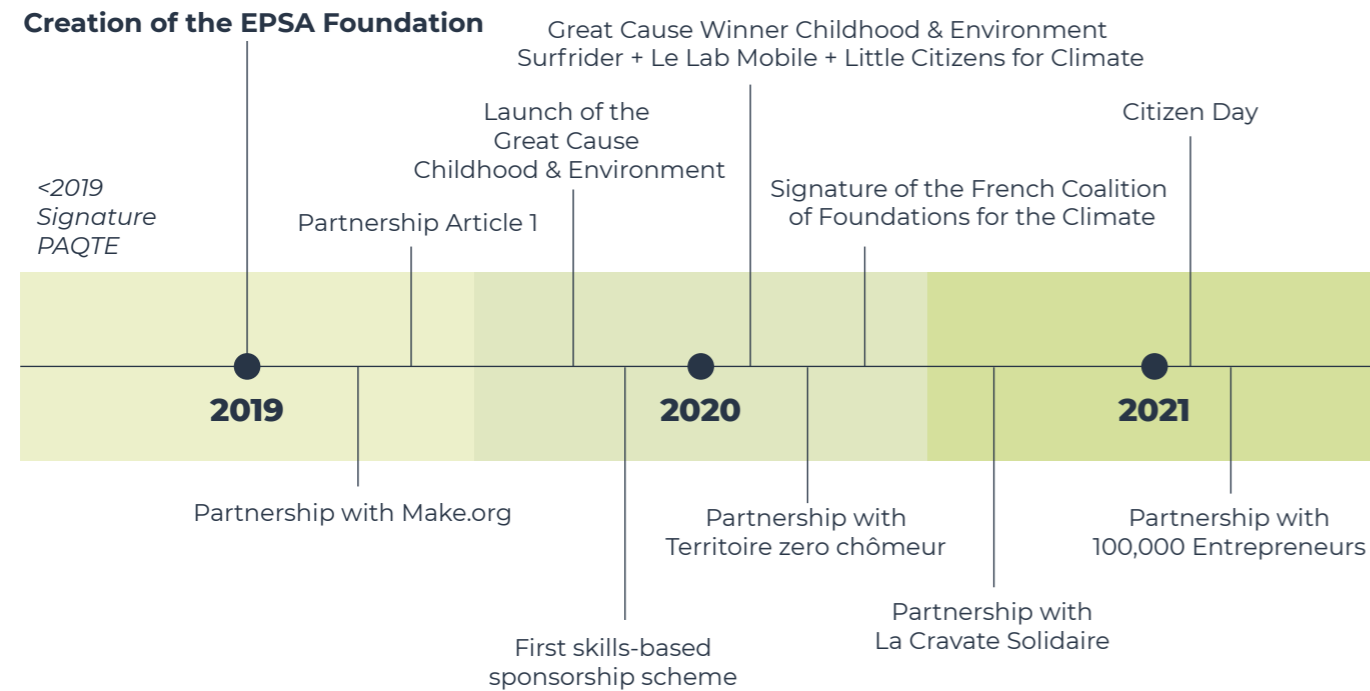 Creation of the EPSA Foundation
Great Cause Winner Childhood & Environment
Surfrider + Le Lab Mobile + Little Citizens for Climate
Launch of the
Great Cause
Childhood & Environment
Citizen Day
<2019
Signature
PAQTE
Partnership Article 1
Signature of the French Coalition
of Foundations for the Climate
2019
2020
2021
Partnership with Make.org
Partnership with
Territoire zero chômeur
Partnership with
100,000 Entrepreneurs
Partnership with
La Cravate Solidaire
First skills-based
sponsorship scheme